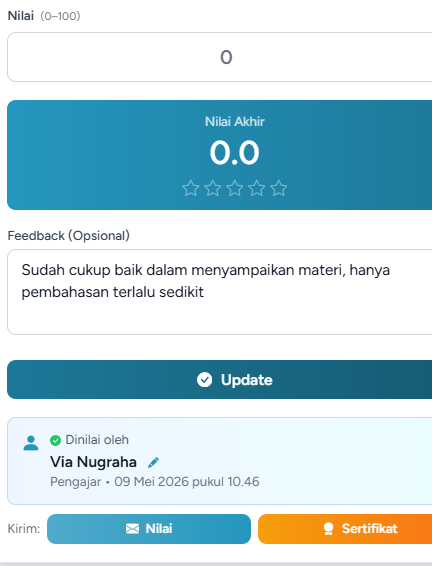 Nilai (0–100)
0
Nilai Akhir
0.0
Feedback (Opsional)
Sudah cukup baik dalam menyampaikan materi, hanya
pembahasan terlalu sedikit
Update
Dinilai oleh
Via Nugraha
Pengajar • 09 Mei 2026 pukul 10.46
Kirim: Nilai Sertifikat